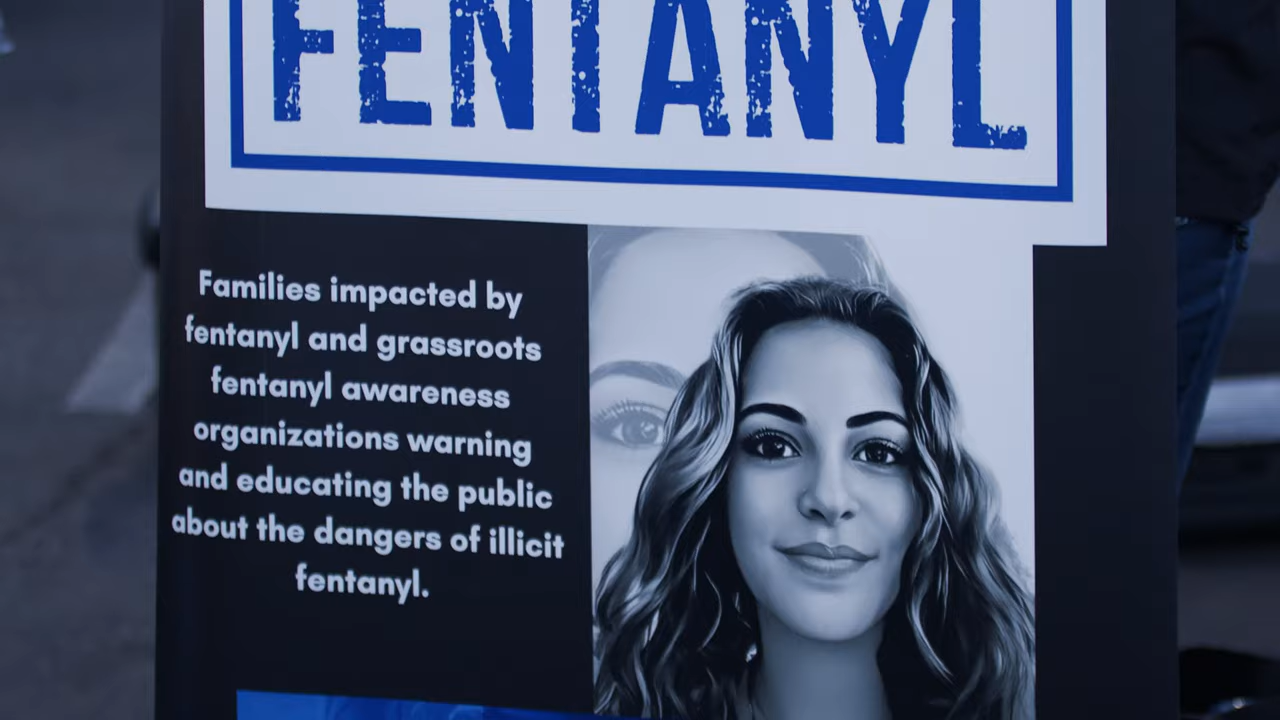 FENTANYL
Families impacted by
fentanyl and grassroots
fentanyl awareness
organizations warning
and educating the public
about the dangers of illicit
fentanyl.